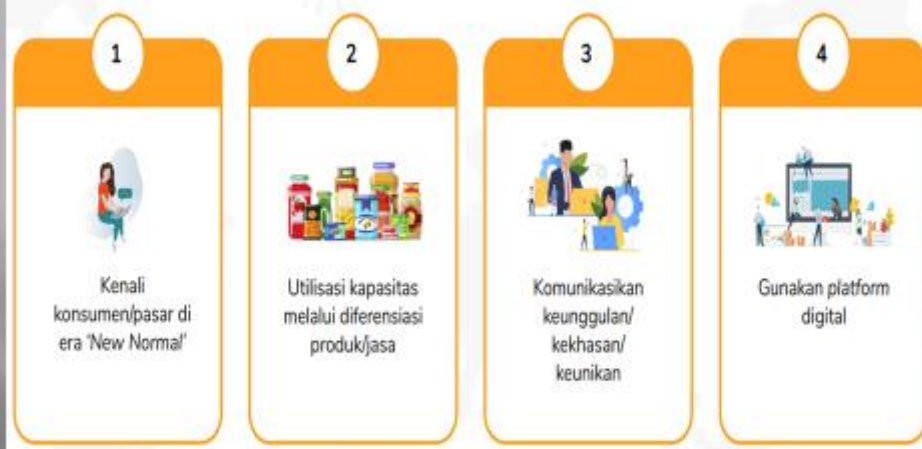 1
Kenali
konsumen/pasar di
era 'New Normal'
2
Utilisasi kapasitas
melalui diferensiasi
produk/jasa
3
Komunikasikan
keunggulan/
kekhasan/
keunikan
4
Gunakan platform
digital